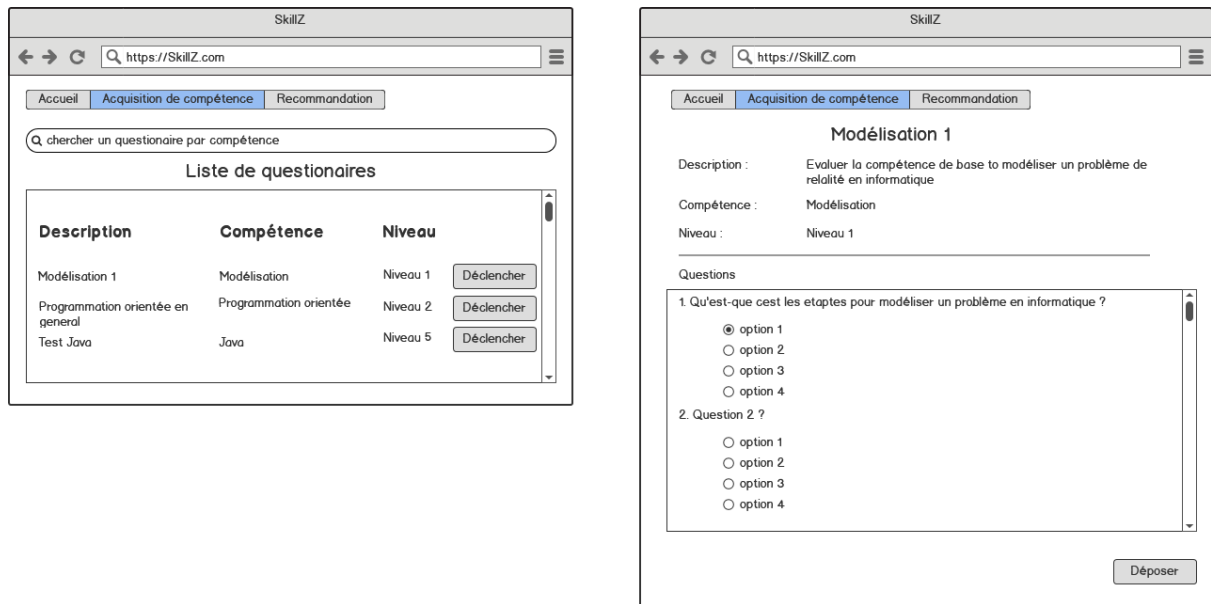 SkillZ
https://SkillZ.com
Accueil Acquisition de compétence Recommandation
chercher un questionaire par compétence
Liste de questionaires
Description Compétence Niveau
Modélisation 1 Modélisation Niveau 1 Déclencher
Programmation orientée en Programmation orientée Niveau 2 Déclencher
general
Test Java Java Niveau 5 Déclencher
SkillZ
https://SkillZ.com
Accueil Acquisition de compétence Recommandation
Modélisation 1
Description : Evaluer la compétence de base to modéliser un problème de
relalité en informatique
Compétence : Modélisation
Niveau : Niveau 1
Questions
1. Qu'est-que cest les etaptes pour modéliser un problème en informatique ?
option 1
option 2
option 3
option 4
2. Question 2 ?
option 1
option 2
option 3
option 4
Déposer